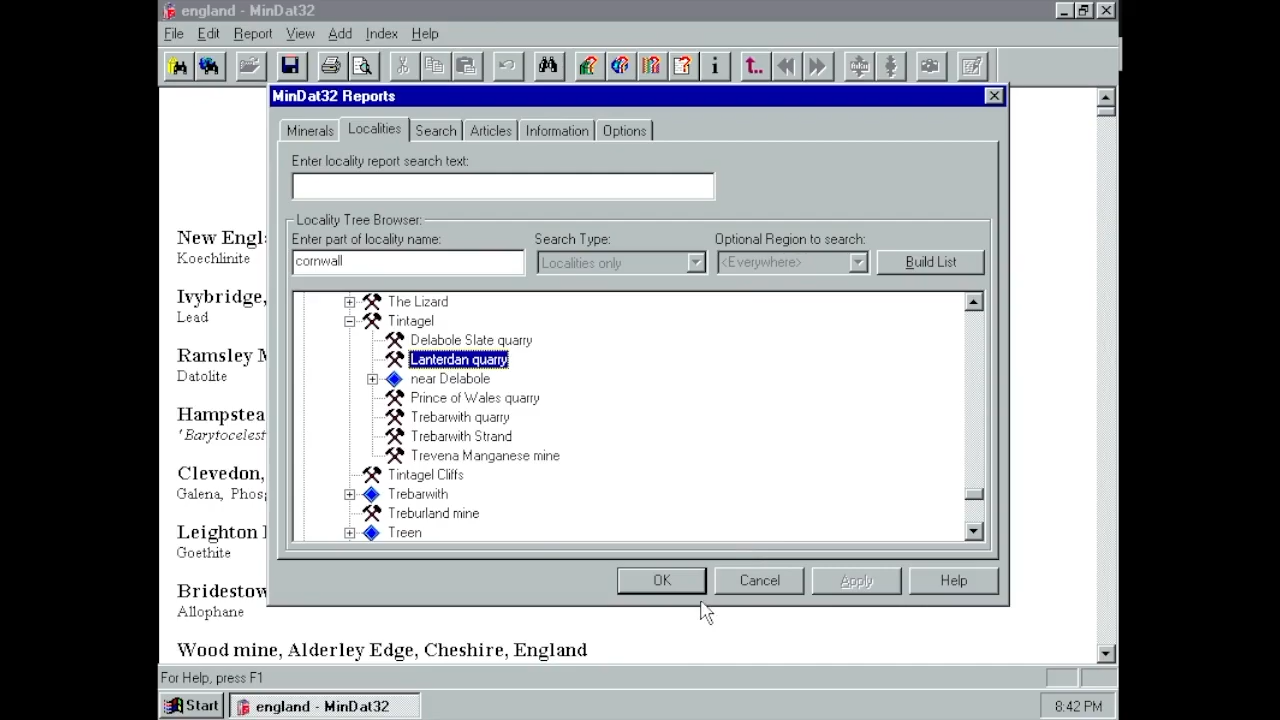 england - MinDat32
File Edit Report View Add Index Help
MinDat32 Reports
Minerals Localities Search Articles Information Options
Enter locality report search text:
Locality Tree Browser:
Enter part of locality name: Search Type: Optional Region to search:
cornwall Localities only <Everywhere> Build List
The Lizard
Tintagel
Delabole Slate quarry
Lanterdan quarry
near Delabole
Prince of Wales quarry
Trebarwith quarry
Trebarwith Strand
Trevena Manganese mine
Tintagel Cliffs
Trebarwith
Treburland mine
Treen
OK Cancel Apply Help
New Engl
Koechlinite
Ivybridge,
Lead
Ramsley M
Datolite
Hampstea
'Barytocelest
Clevedon,
Galena, Phosg
Leighton
Goethite
Bridestow
Allophane
Wood mine, Alderley Edge, Cheshire, England
For Help, press F1
Start england - MinDat32 8:42 PM